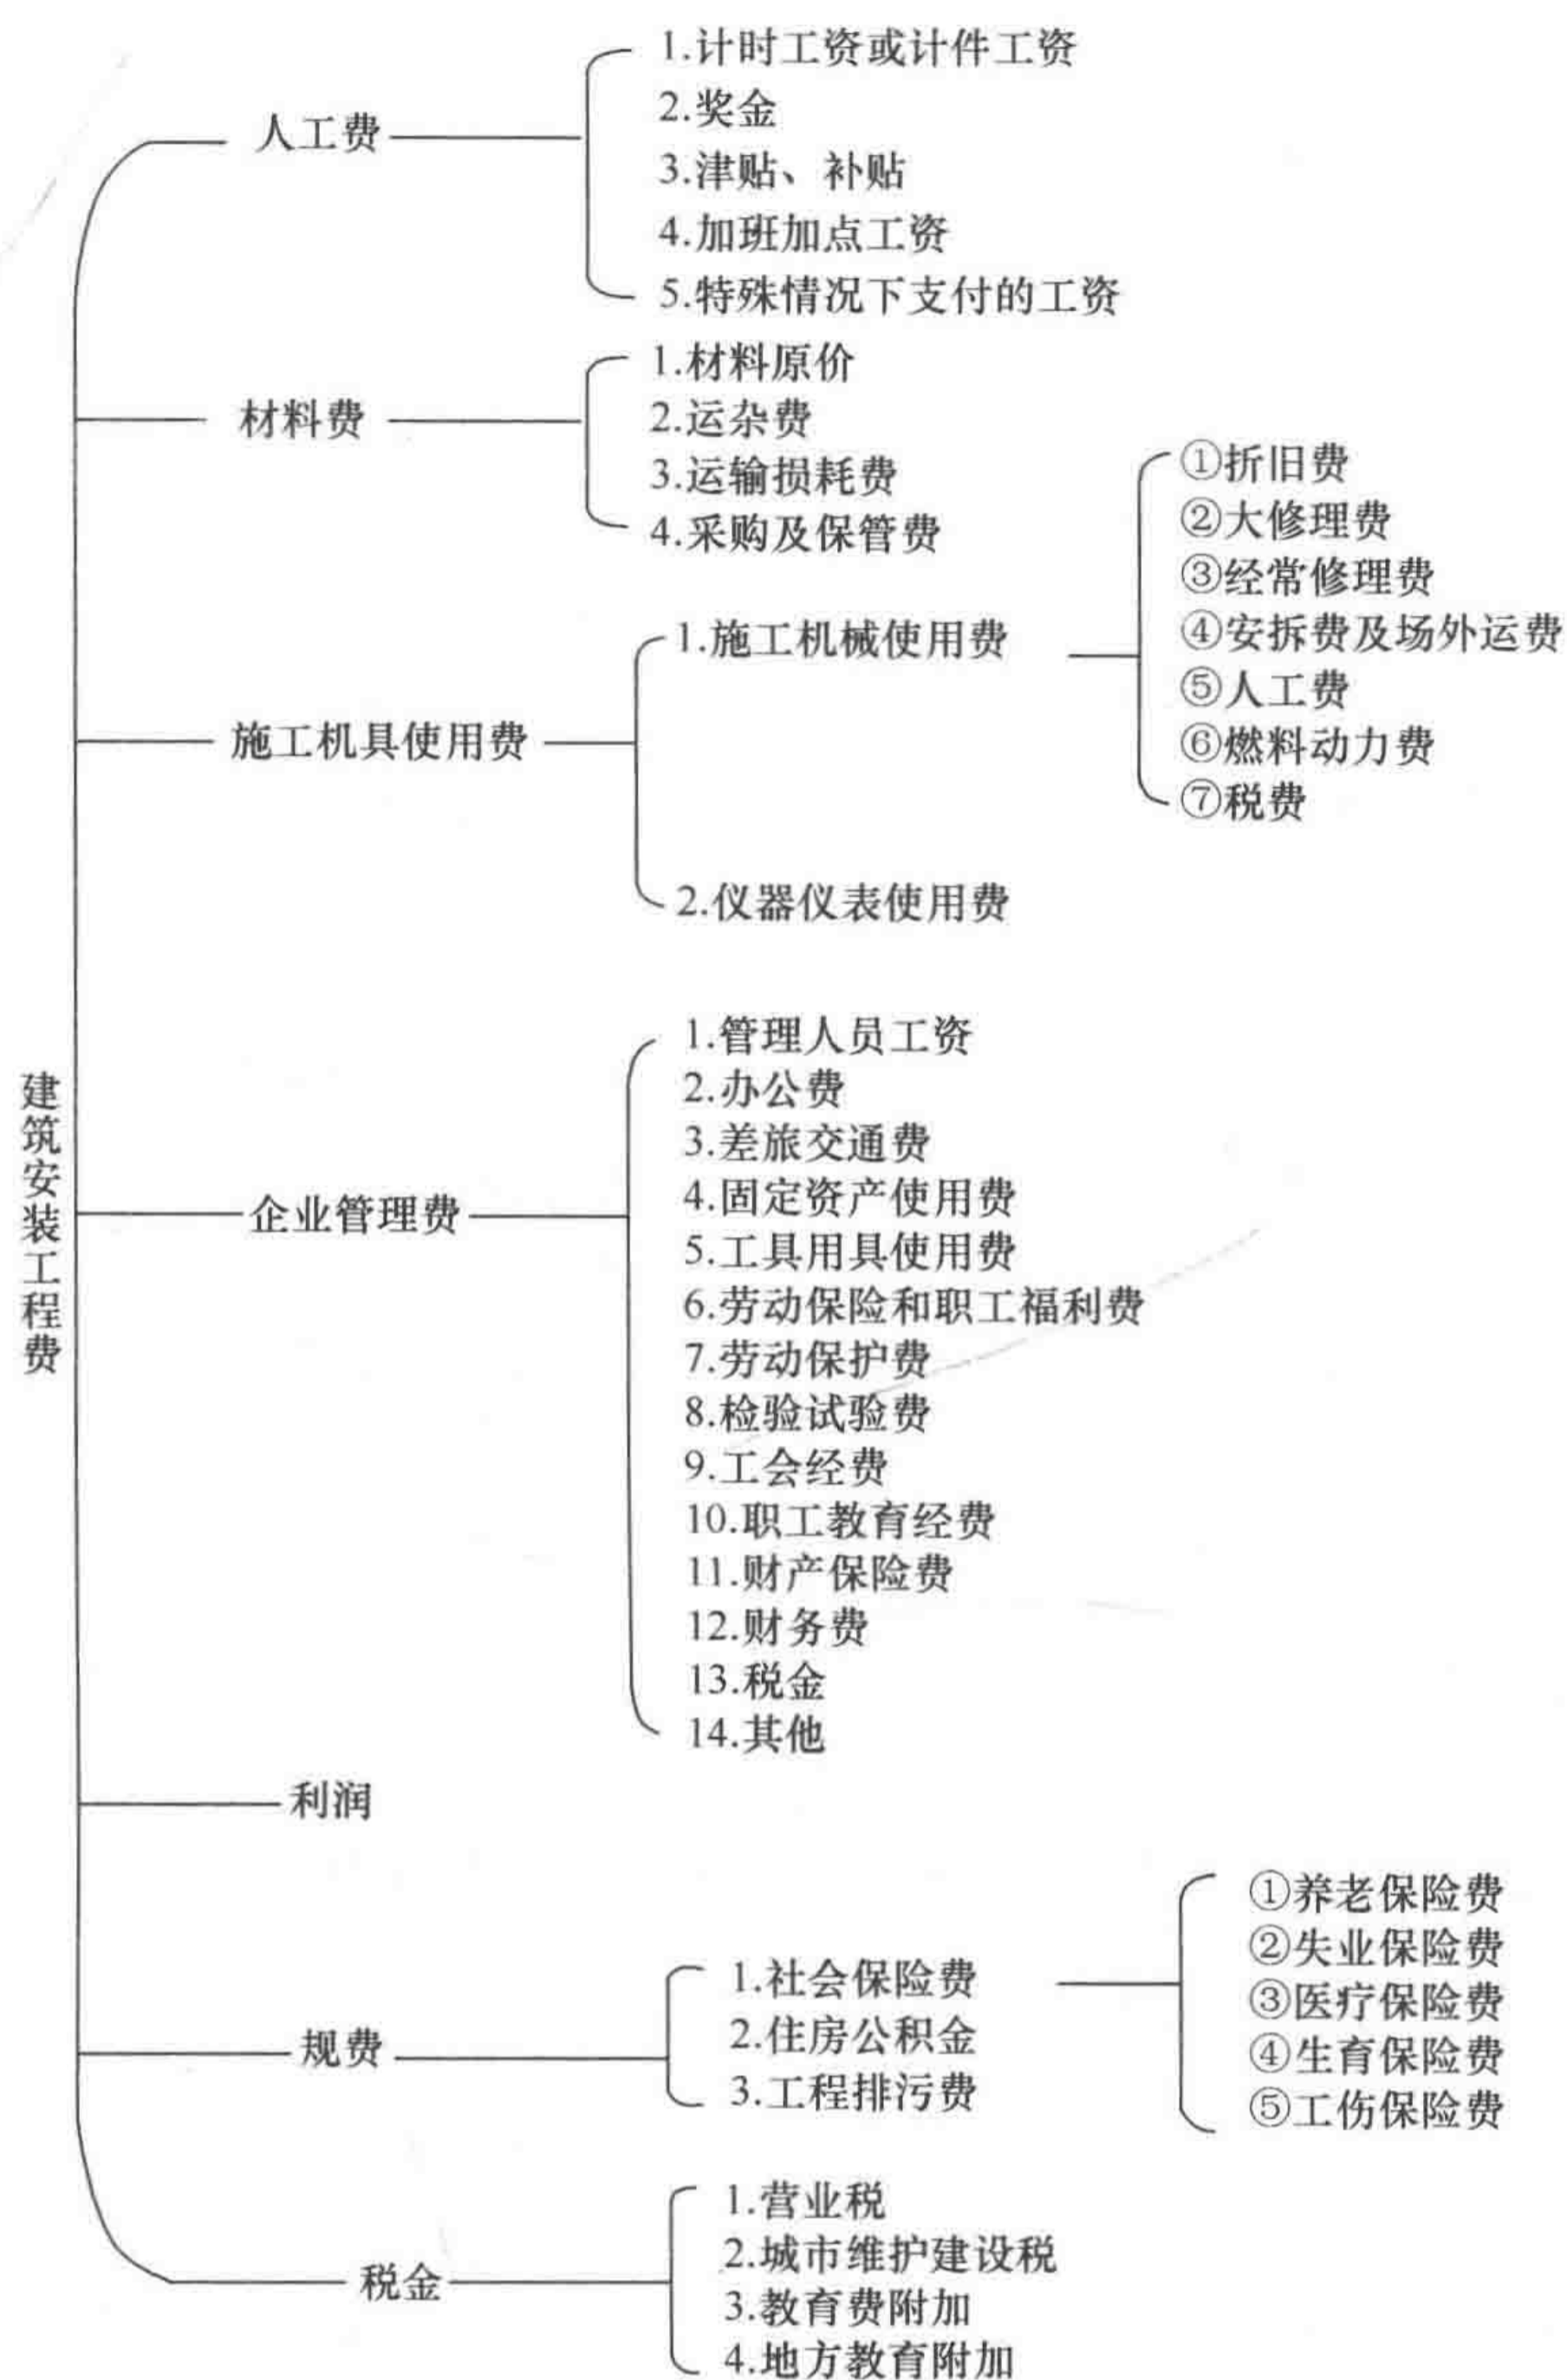 建筑安装工程费
人工费
1.计时工资或计件工资
2.奖金
3.津贴、补贴
4.加班加点工资
5.特殊情况下支付的工资
材料费
1.材料原价
2.运杂费
3.运输损耗费
4.采购及保管费
施工机具使用费
1.施工机械使用费
①折旧费
②大修理费
③经常修理费
④安拆费及场外运费
⑤人工费
⑥燃料动力费
⑦税费
2.仪器仪表使用费
企业管理费
1.管理人员工资
2.办公费
3.差旅交通费
4.固定资产使用费
5.工具用具使用费
6.劳动保险和职工福利费
7.劳动保护费
8.检验试验费
9.工会经费
10.职工教育经费
11.财产保险费
12.财务费
13.税金
14.其他
利润
规费
1.社会保险费
①养老保险费
②失业保险费
③医疗保险费
④生育保险费
⑤工伤保险费
2.住房公积金
3.工程排污费
税金
1.营业税
2.城市维护建设税
3.教育费附加
4.地方教育附加